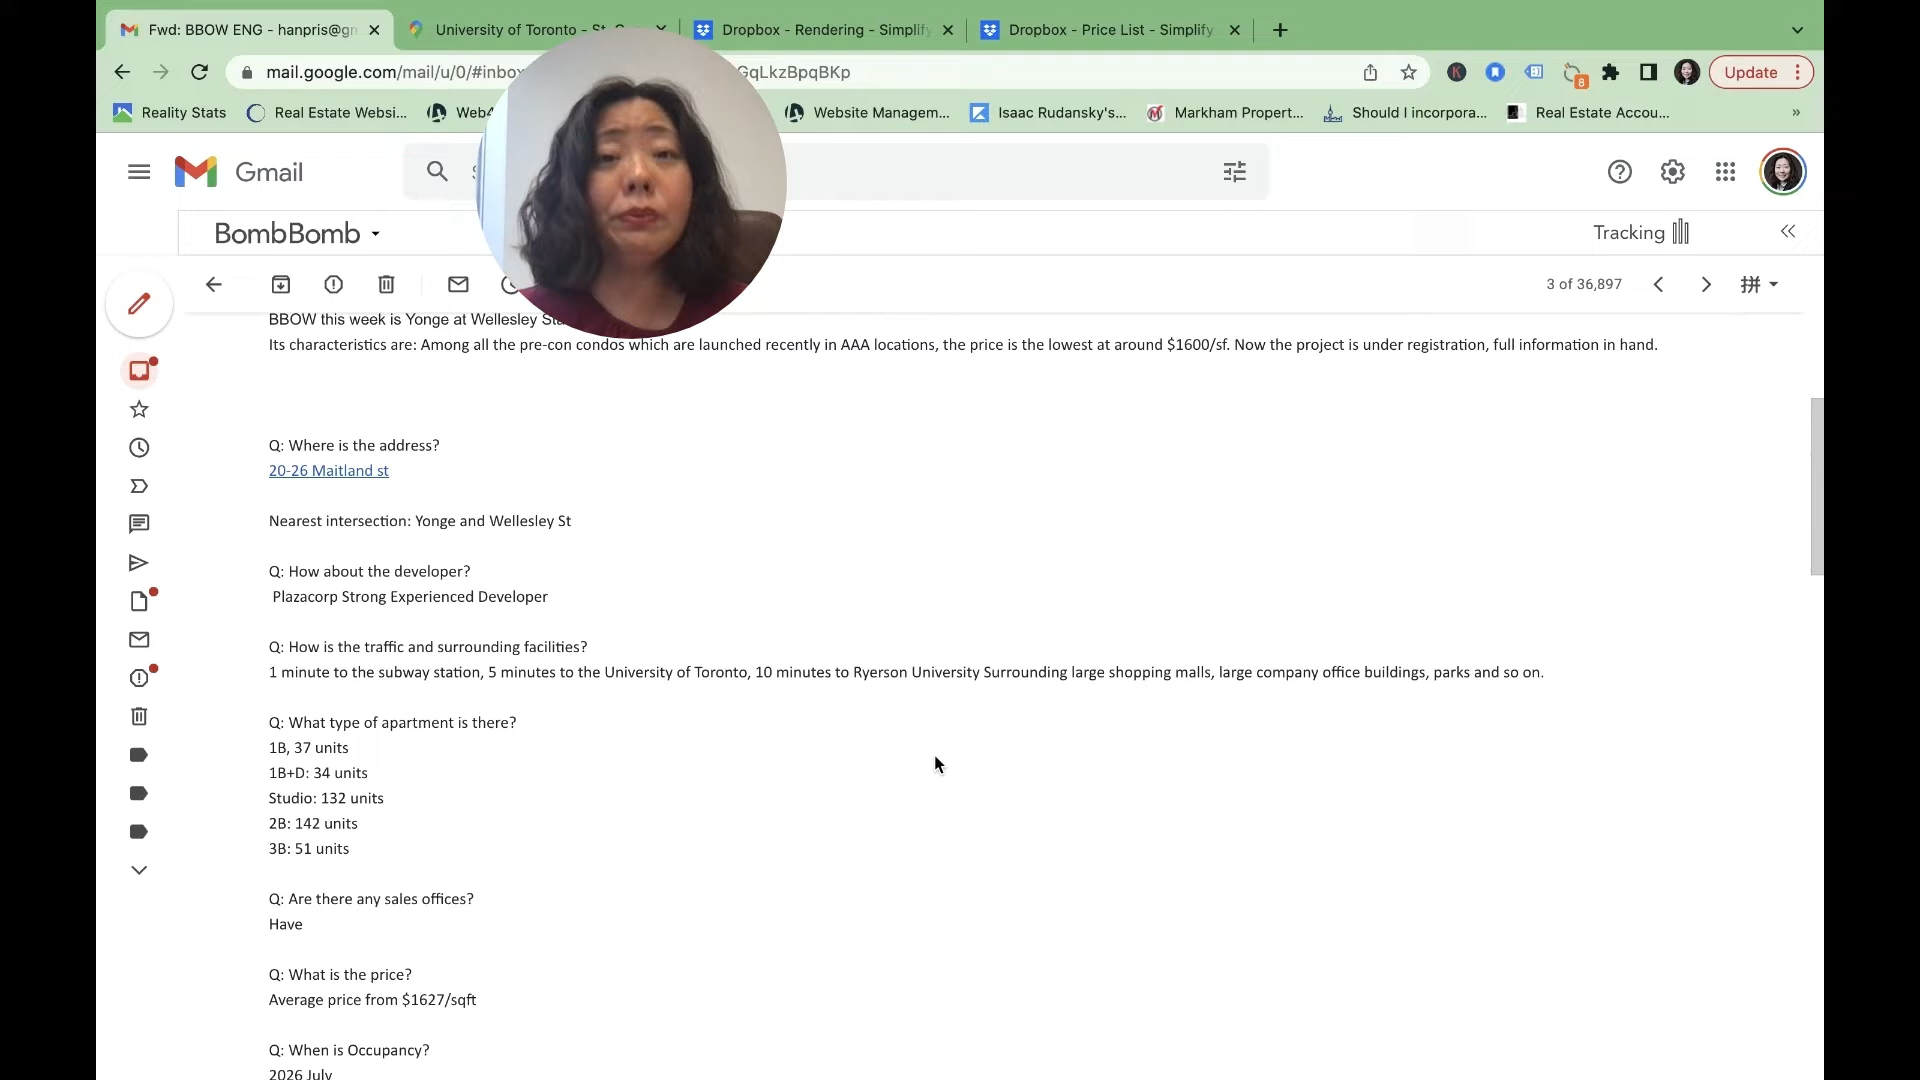 Fwd: BBOW ENG - hanpris@gm
University of Toronto - St.
Dropbox - Rendering - Simplify
Dropbox - Price List - Simplify
mail.google.com/mail/u/0/#inbox
GqLkzBpqBKp
8
Update
Reality Stats
Real Estate Websi...
Web4
Website Managem...
Isaac Rudansky's...
Markham Propert...
Should I incorpora...
Real Estate Accou...
»
Gmail
BombBomb
Tracking
3 of 36,897
拼
BBOW this week is Yonge at Wellesley
Its characteristics are: Among all the pre-con condos which are launched recently in AAA locations, the price is the lowest at around $1600/sf. Now the project is under registration, full information in hand.
Q: Where is the address?
20-26 Maitland st
Nearest intersection: Yonge and Wellesley St
Q: How about the developer?
Plazacorp Strong Experienced Developer
Q: How is the traffic and surrounding facilities?
1 minute to the subway station, 5 minutes to the University of Toronto, 10 minutes to Ryerson University Surrounding large shopping malls, large company office buildings, parks and so on.
Q: What type of apartment is there?
1B, 37 units
1B+D: 34 units
Studio: 132 units
2B: 142 units
3B: 51 units
Q: Are there any sales offices?
Have
Q: What is the price?
Average price from $1627/sqft
Q: When is Occupancy?
2026 July